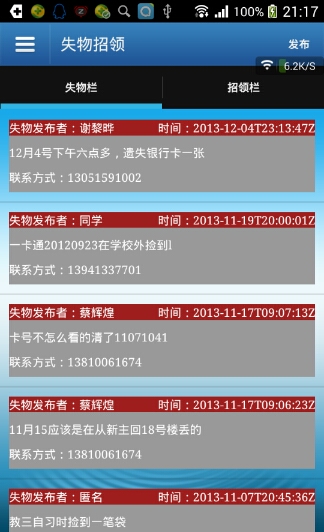 100% 21:17
失物招领
发布
6.2K/S
失物栏 招领栏
失物发布者：谢黎晔 时间：2013-12-04T23:13:47Z
12月4号下午六点多，遗失银行卡一张
联系方式：13051591002
失物发布者：同学 时间：2013-11-19T20:00:01Z
一卡通20120923在学校外捡到l
联系方式：13941337701
失物发布者：蔡辉煌 时间：2013-11-17T09:07:13Z
卡号不怎么看的清了11071041
联系方式：13810061674
失物发布者：蔡辉煌 时间：2013-11-17T09:06:23Z
11月15应该是在从新主回18号楼丢的
联系方式：13810061674
失物发布者：匿名 时间：2013-11-07T20:45:36Z
教三自习时捡到一笔袋